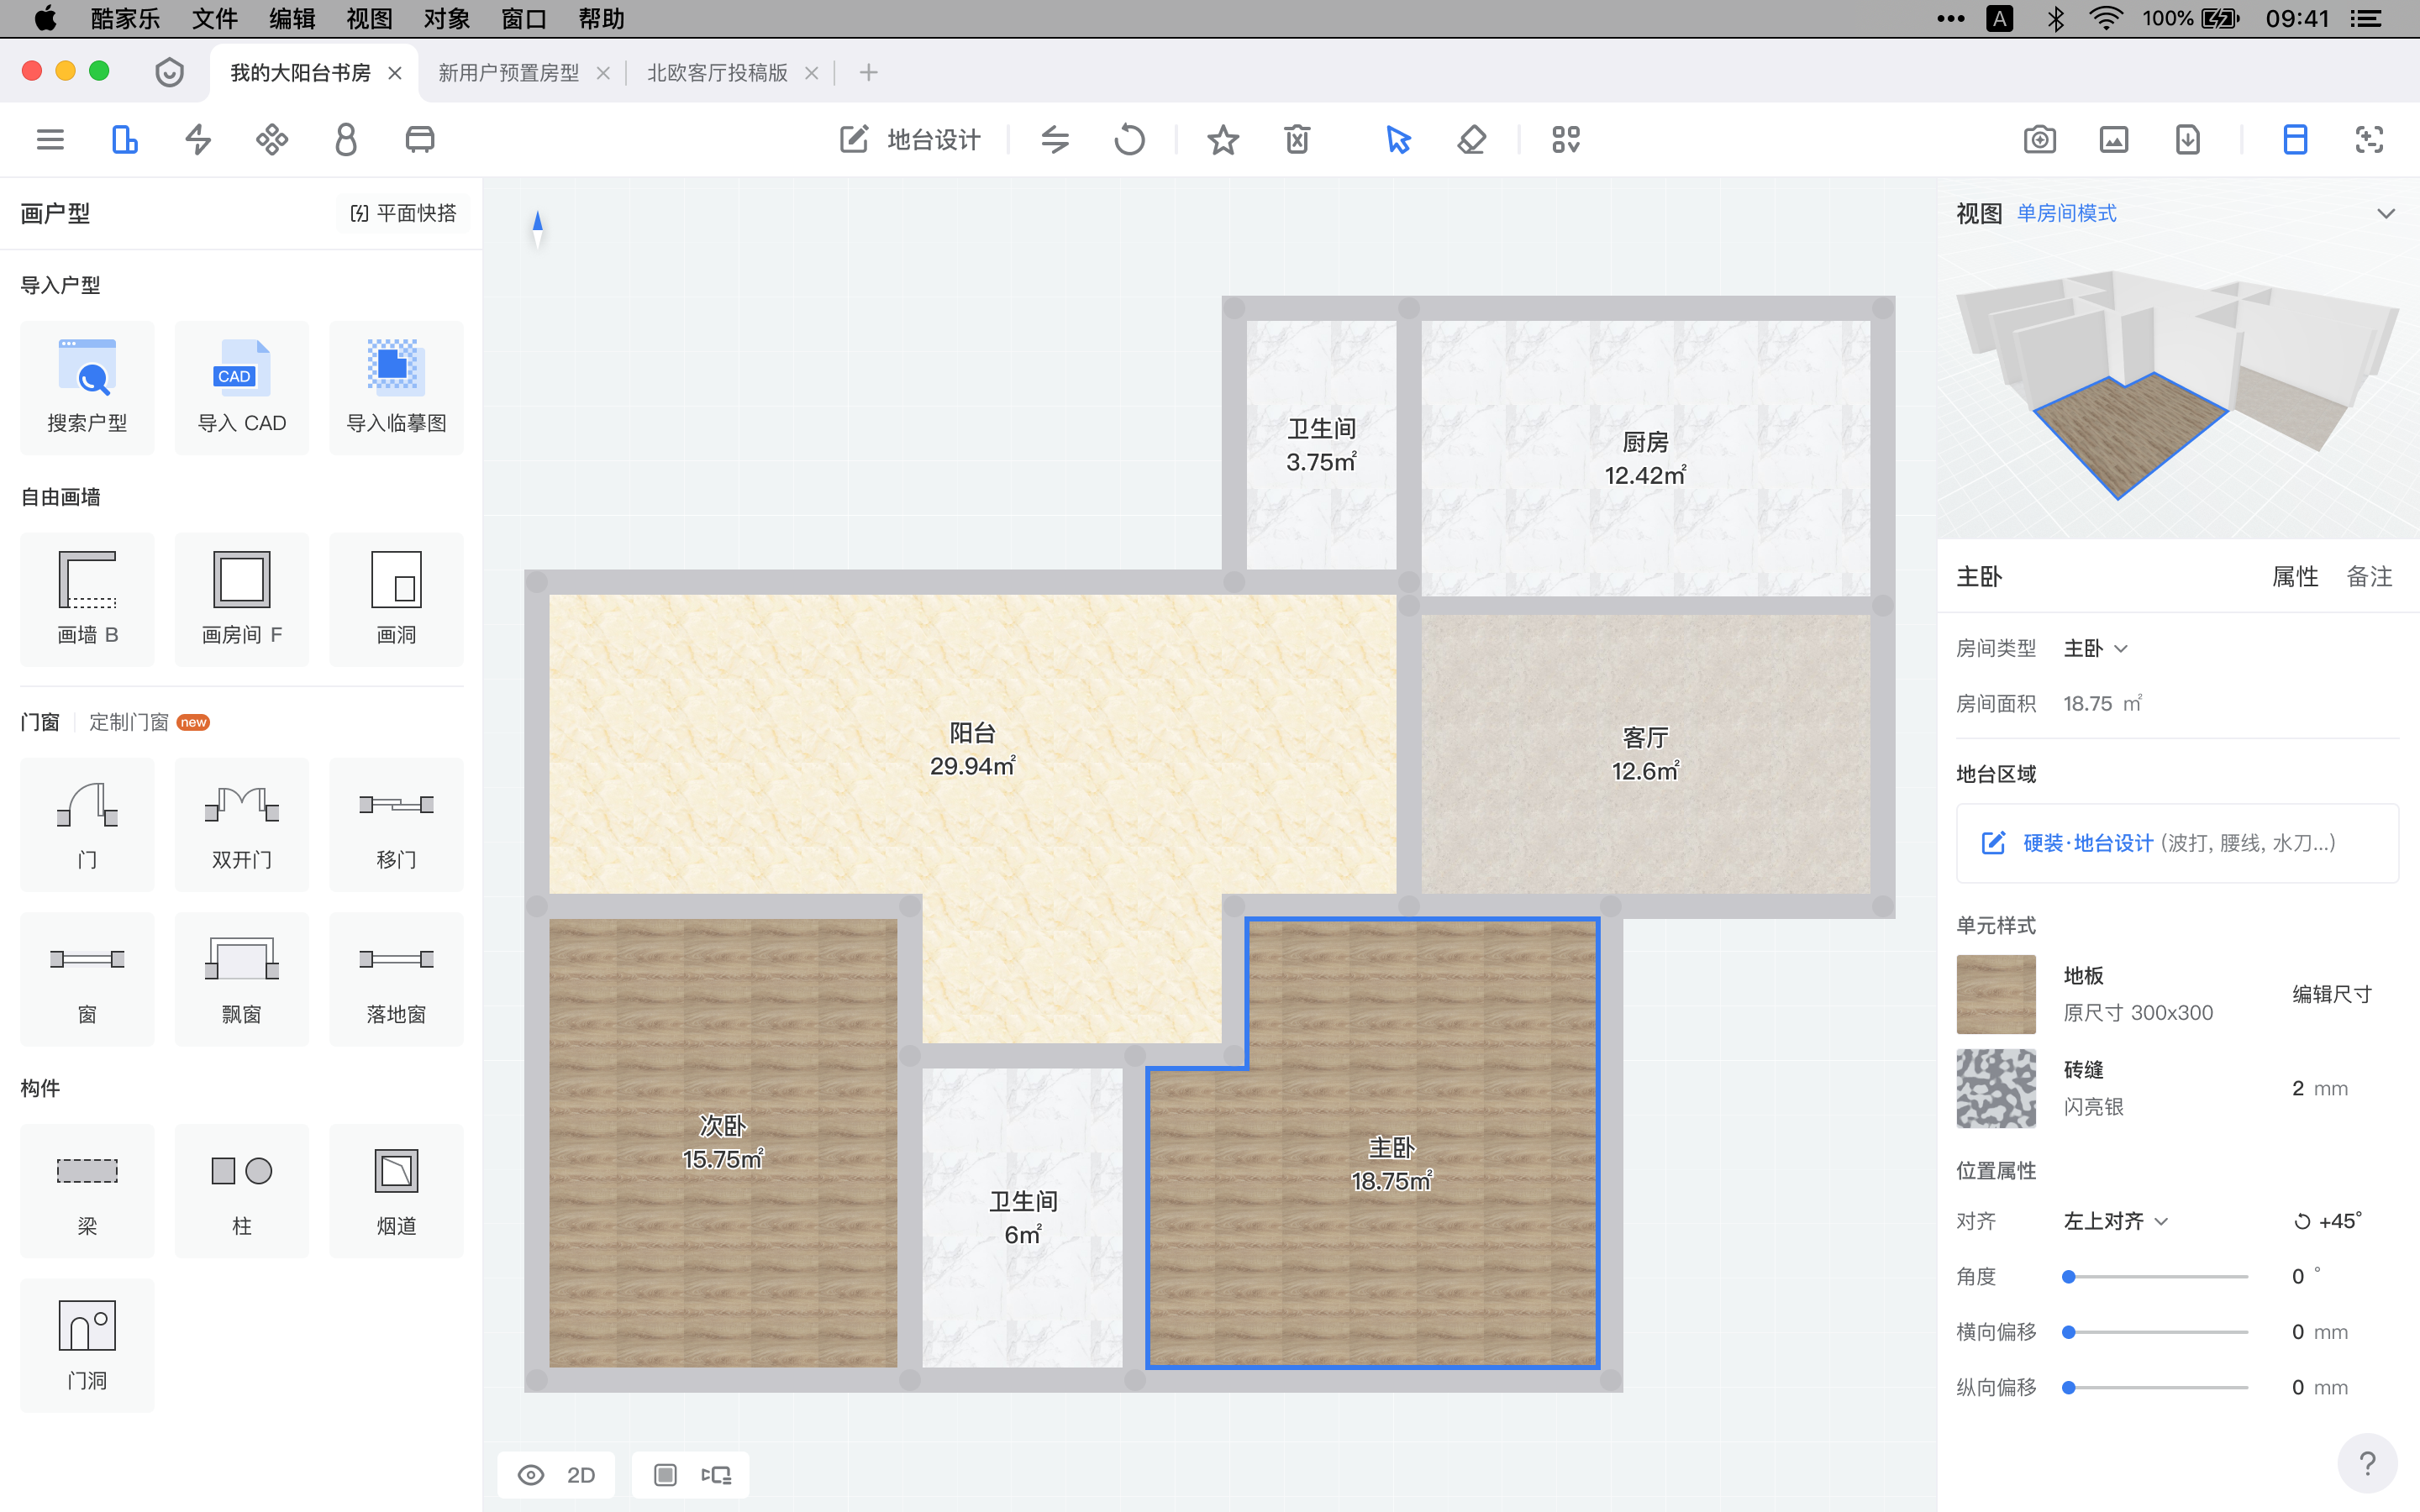 酷家乐 文件 编辑 视图 对象 窗口 帮助 A 100% 09:41
我的大阳台书房 新用户预置房型 北欧客厅投稿版
地台设计
画户型 平面快搭
导入户型
CAD
搜索户型 导入 CAD 导入临摹图
自由画墙
画墙 B 画房间 F 画洞
门窗 定制门窗 new
门 双开门 移门
窗 飘窗 落地窗
构件
梁 柱 烟道
门洞
卫生间
3.75㎡
厨房
12.42㎡
阳台
29.94㎡
客厅
12.6㎡
次卧
15.75㎡
卫生间
6㎡
主卧
18.75㎡
2D
视图 单房间模式
主卧 属性 备注
房间类型 主卧
房间面积 18.75 ㎡
地台区域
硬装·地台设计 (波打, 腰线, 水刀...)
单元样式
地板
原尺寸 300x300 编辑尺寸
砖缝
闪亮银 2 mm
位置属性
对齐 左上对齐 +45°
角度 0 °
横向偏移 0 mm
纵向偏移 0 mm
?